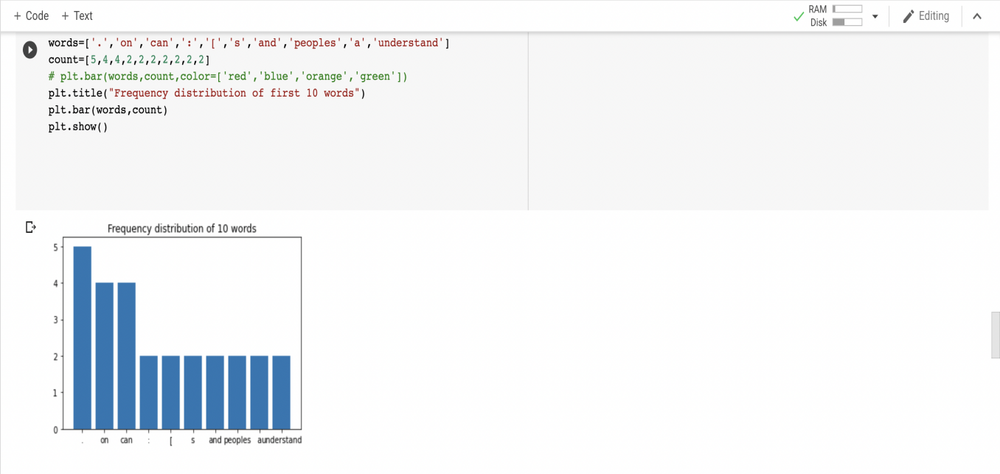 + Code + Text
RAM
Disk
Editing
words=['.','on','can',':','[','s','and','peoples','a','understand']
count=[5,4,4,2,2,2,2,2,2,2]
# plt.bar(words,count,color=['red','blue','orange','green'])
plt.title("Frequency distribution of first 10 words")
plt.bar(words,count)
plt.show()
Frequency distribution of 10 words
5
4
3
2
1
0
. on can : [ s and peoples a understand